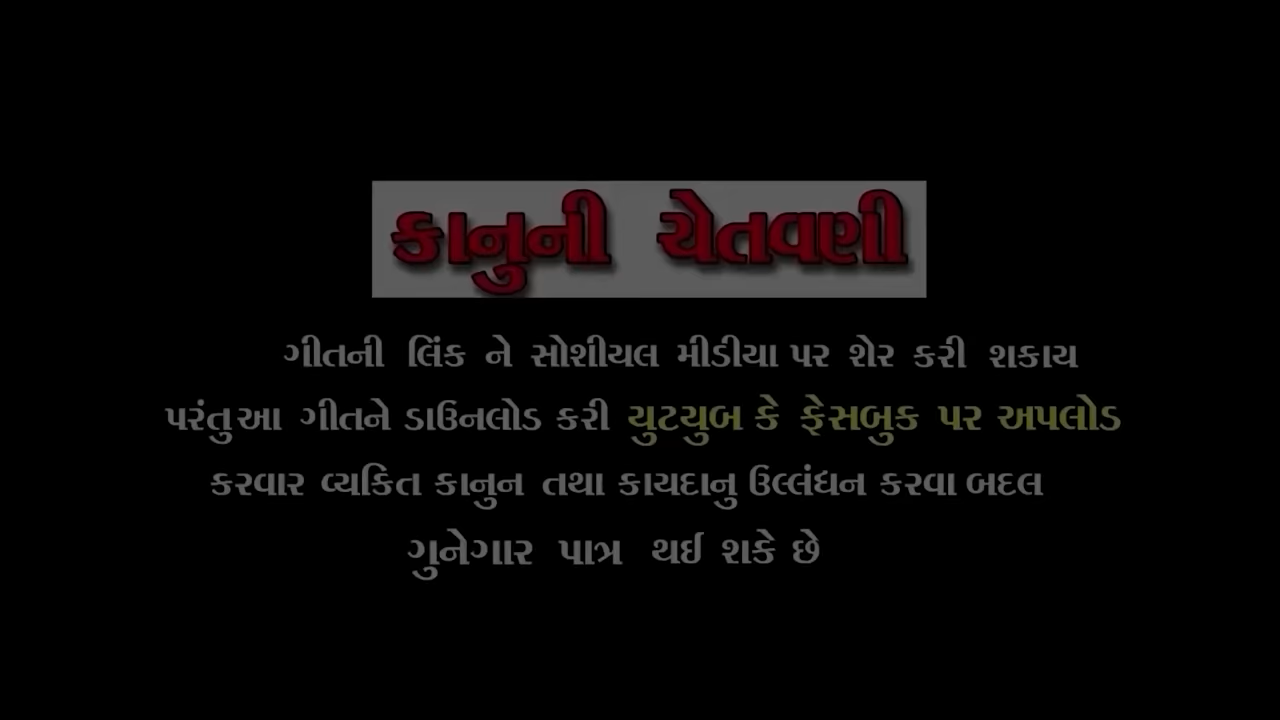 કાનુની ચેતવણી
ગીતની લિંક ને સોશીયલ મીડીયા પર શેર કરી શકાય
પરંતુ આ ગીતને ડાઉનલોડ કરી યુટયુબ કે ફેસબુક પર અપલોડ
કરવાર વ્યકિત કાનુન તથા કાયદાનુ ઉલ્લંઘન કરવા બદલ
ગુનેગાર પાત્ર થઈ શકે છે